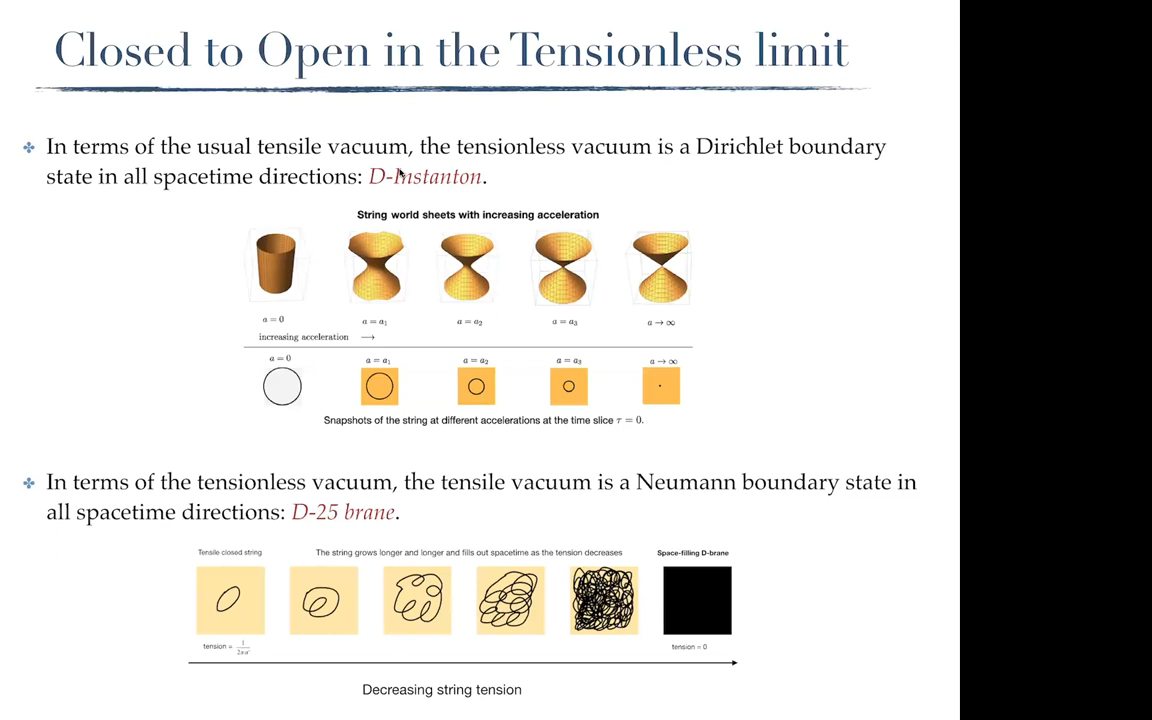 Closed to Open in the Tensionless limit
✤ In terms of the usual tensile vacuum, the tensionless vacuum is a Dirichlet boundary
state in all spacetime directions: D-Instanton.
String world sheets with increasing acceleration
a = 0 a = a₁ a = a₂ a = a₃ a → ∞
increasing acceleration ⟶
a = 0 a = a₁ a = a₂ a = a₃ a → ∞
Snapshots of the string at different accelerations at the time slice τ = 0.
✤ In terms of the tensionless vacuum, the tensile vacuum is a Neumann boundary state in
all spacetime directions: D-25 brane.
Tensile closed string The string grows longer and longer and fills out spacetime as the tension decreases Space-filling D-brane
tension = 1/2πα′ tension = 0
Decreasing string tension